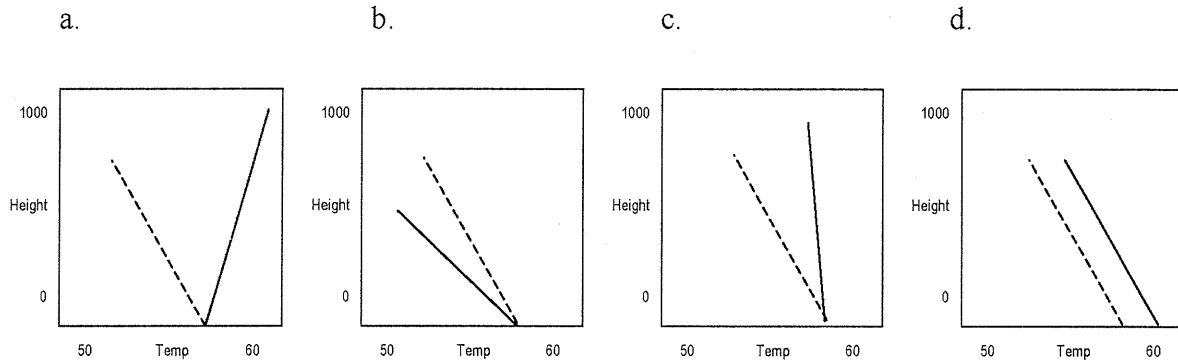 a. b. c. d.
1000 1000 1000 1000
Height Height Height Height
0 0 0 0
50 Temp 60 50 Temp 60 50 Temp 60 50 Temp 60